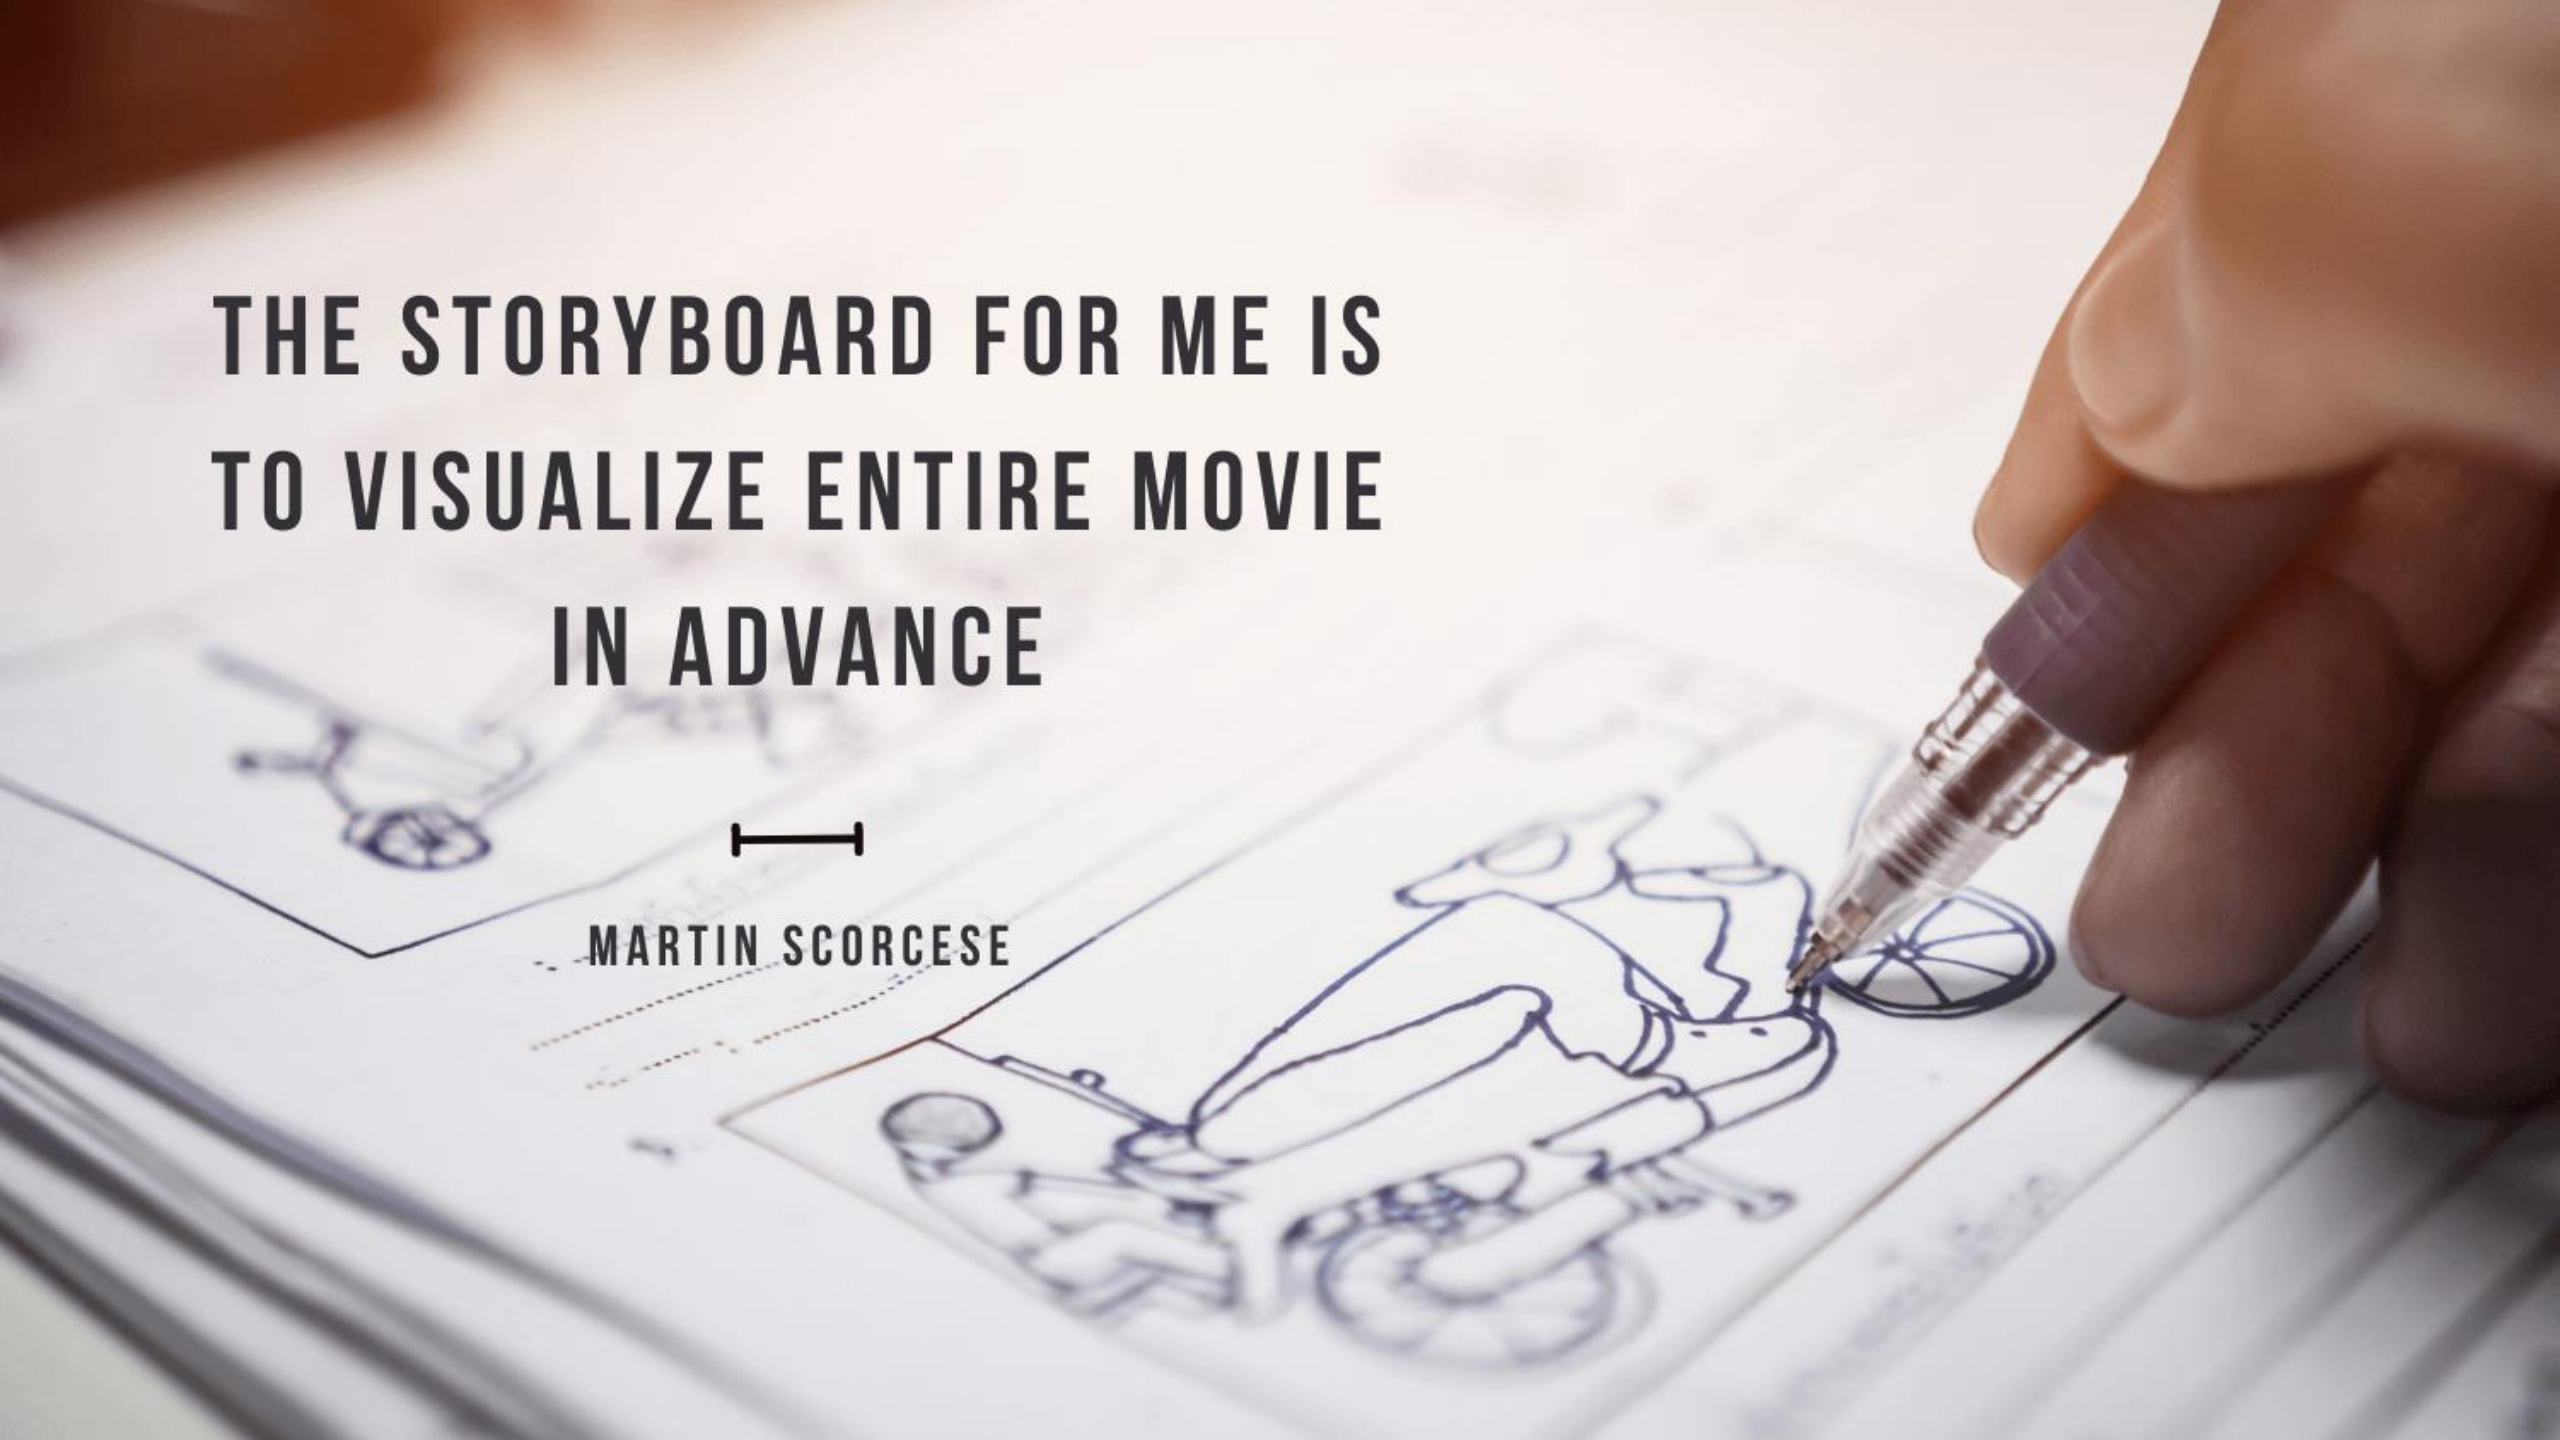 THE STORYBOARD FOR ME IS
TO VISUALIZE ENTIRE MOVIE
IN ADVANCE
MARTIN SCORCESE